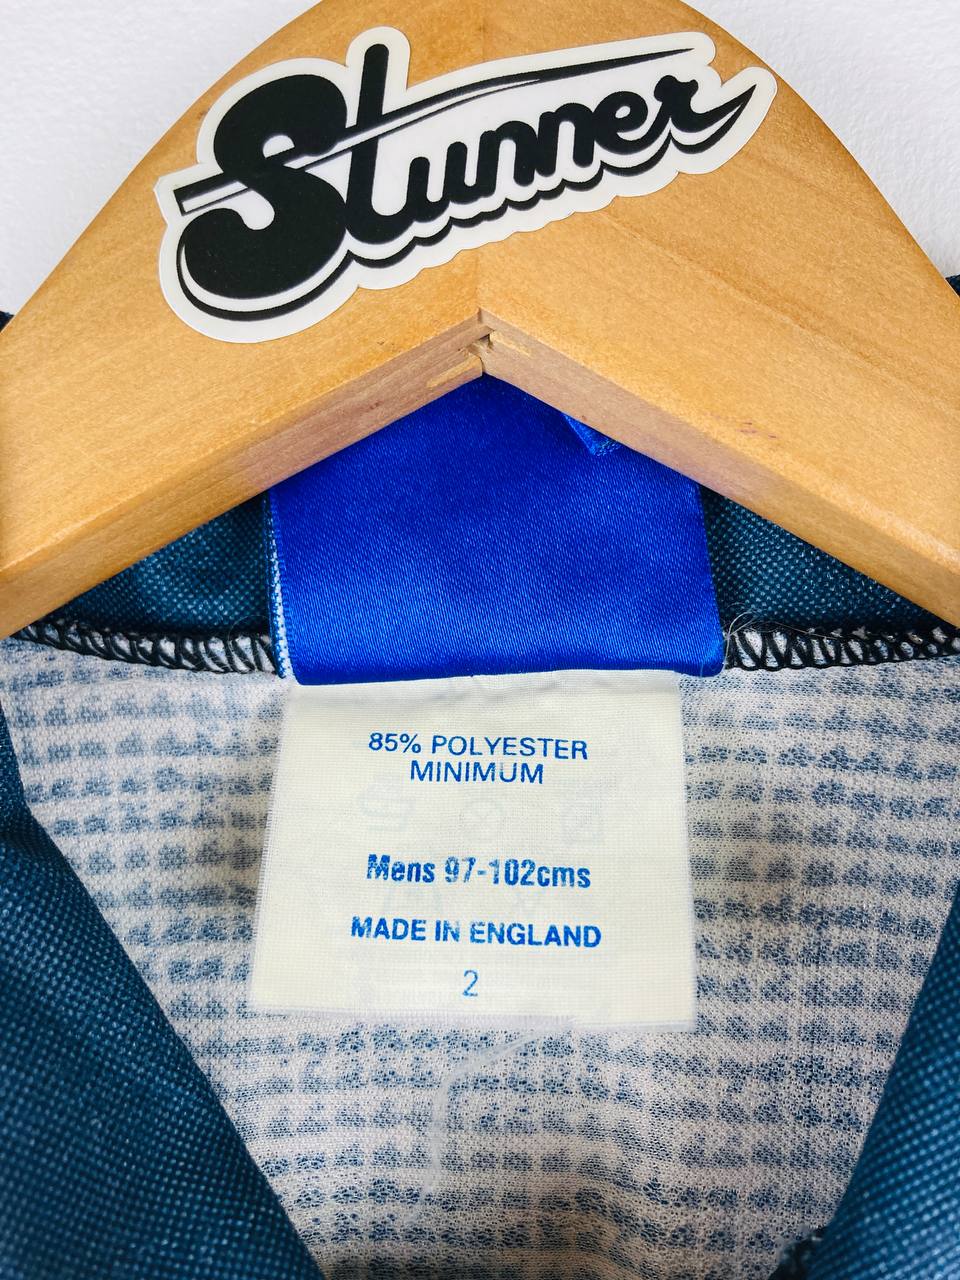 Stunner
85% POLYESTER
MINIMUM
Mens 97-102cms
MADE IN ENGLAND
2